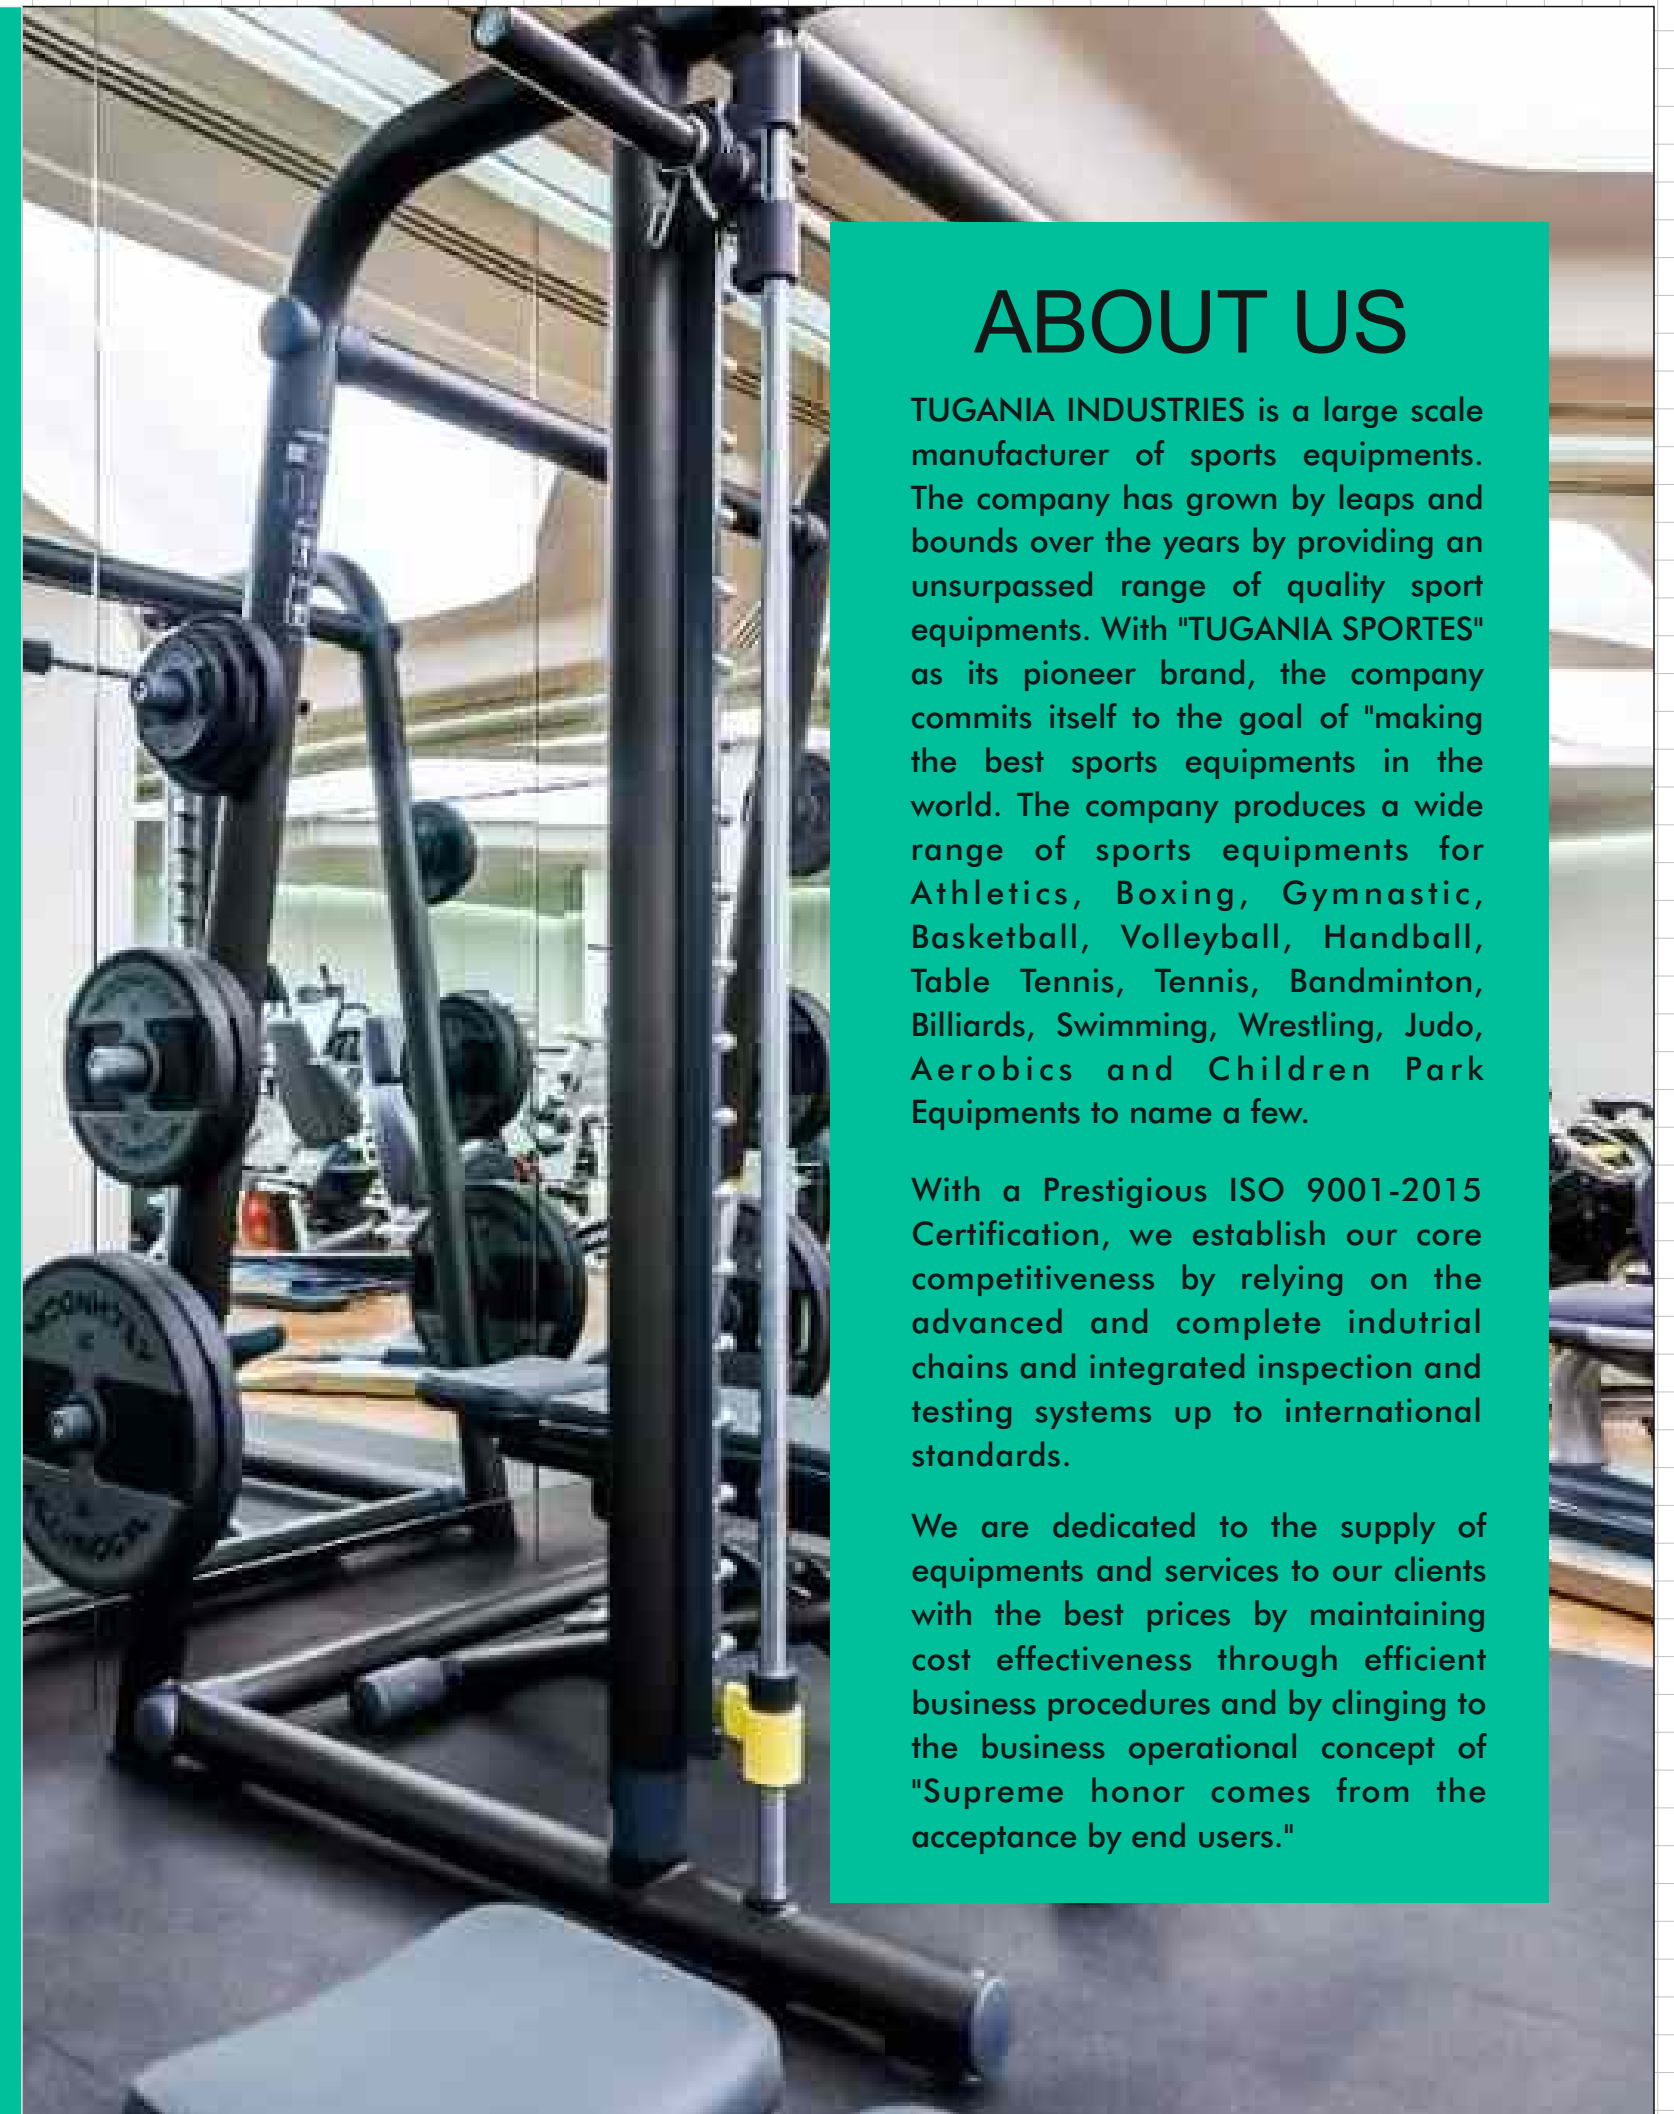 ABOUT US
TUGANIA INDUSTRIES is a large scale
manufacturer of sports equipments.
The company has grown by leaps and
bounds over the years by providing an
unsurpassed range of quality sport
equipments. With "TUGANIA SPORTES"
as its pioneer brand, the company
commits itself to the goal of "making
the best sports equipments in the
world. The company produces a wide
range of sports equipments for
Athletics, Boxing, Gymnastic,
Basketball, Volleyball, Handball,
Table Tennis, Tennis, Bandminton,
Billiards, Swimming, Wrestling, Judo,
Aerobics and Children Park
Equipments to name a few.
With a Prestigious ISO 9001-2015
Certification, we establish our core
competitiveness by relying on the
advanced and complete indutrial
chains and integrated inspection and
testing systems up to international
standards.
We are dedicated to the supply of
equipments and services to our clients
with the best prices by maintaining
cost effectiveness through efficient
business procedures and by clinging to
the business operational concept of
"Supreme honor comes from the
acceptance by end users."